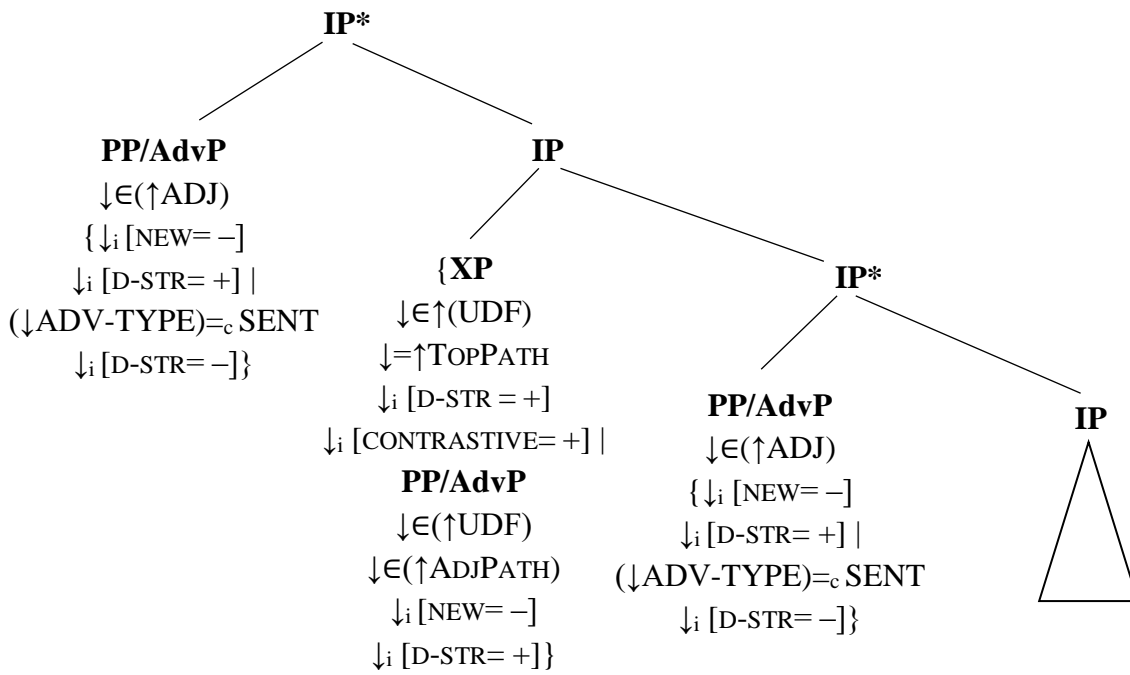 IP*
PP/AdvP
↓∈(↑ADJ)
{↓i [NEW= –]
↓i [D-STR= +] |
(↓ADV-TYPE)=c SENT
↓i [D-STR= –]}
IP
{XP
↓∈↑(UDF)
↓=↑TOPPATH
↓i [D-STR = +]
↓i [CONTRASTIVE= +] |
PP/AdvP
↓∈(↑UDF)
↓∈(↑ADJPATH)
↓i [NEW= –]
↓i [D-STR= +]}
IP*
PP/AdvP
↓∈(↑ADJ)
{↓i [NEW= –]
↓i [D-STR= +] |
(↓ADV-TYPE)=c SENT
↓i [D-STR= –]}
IP